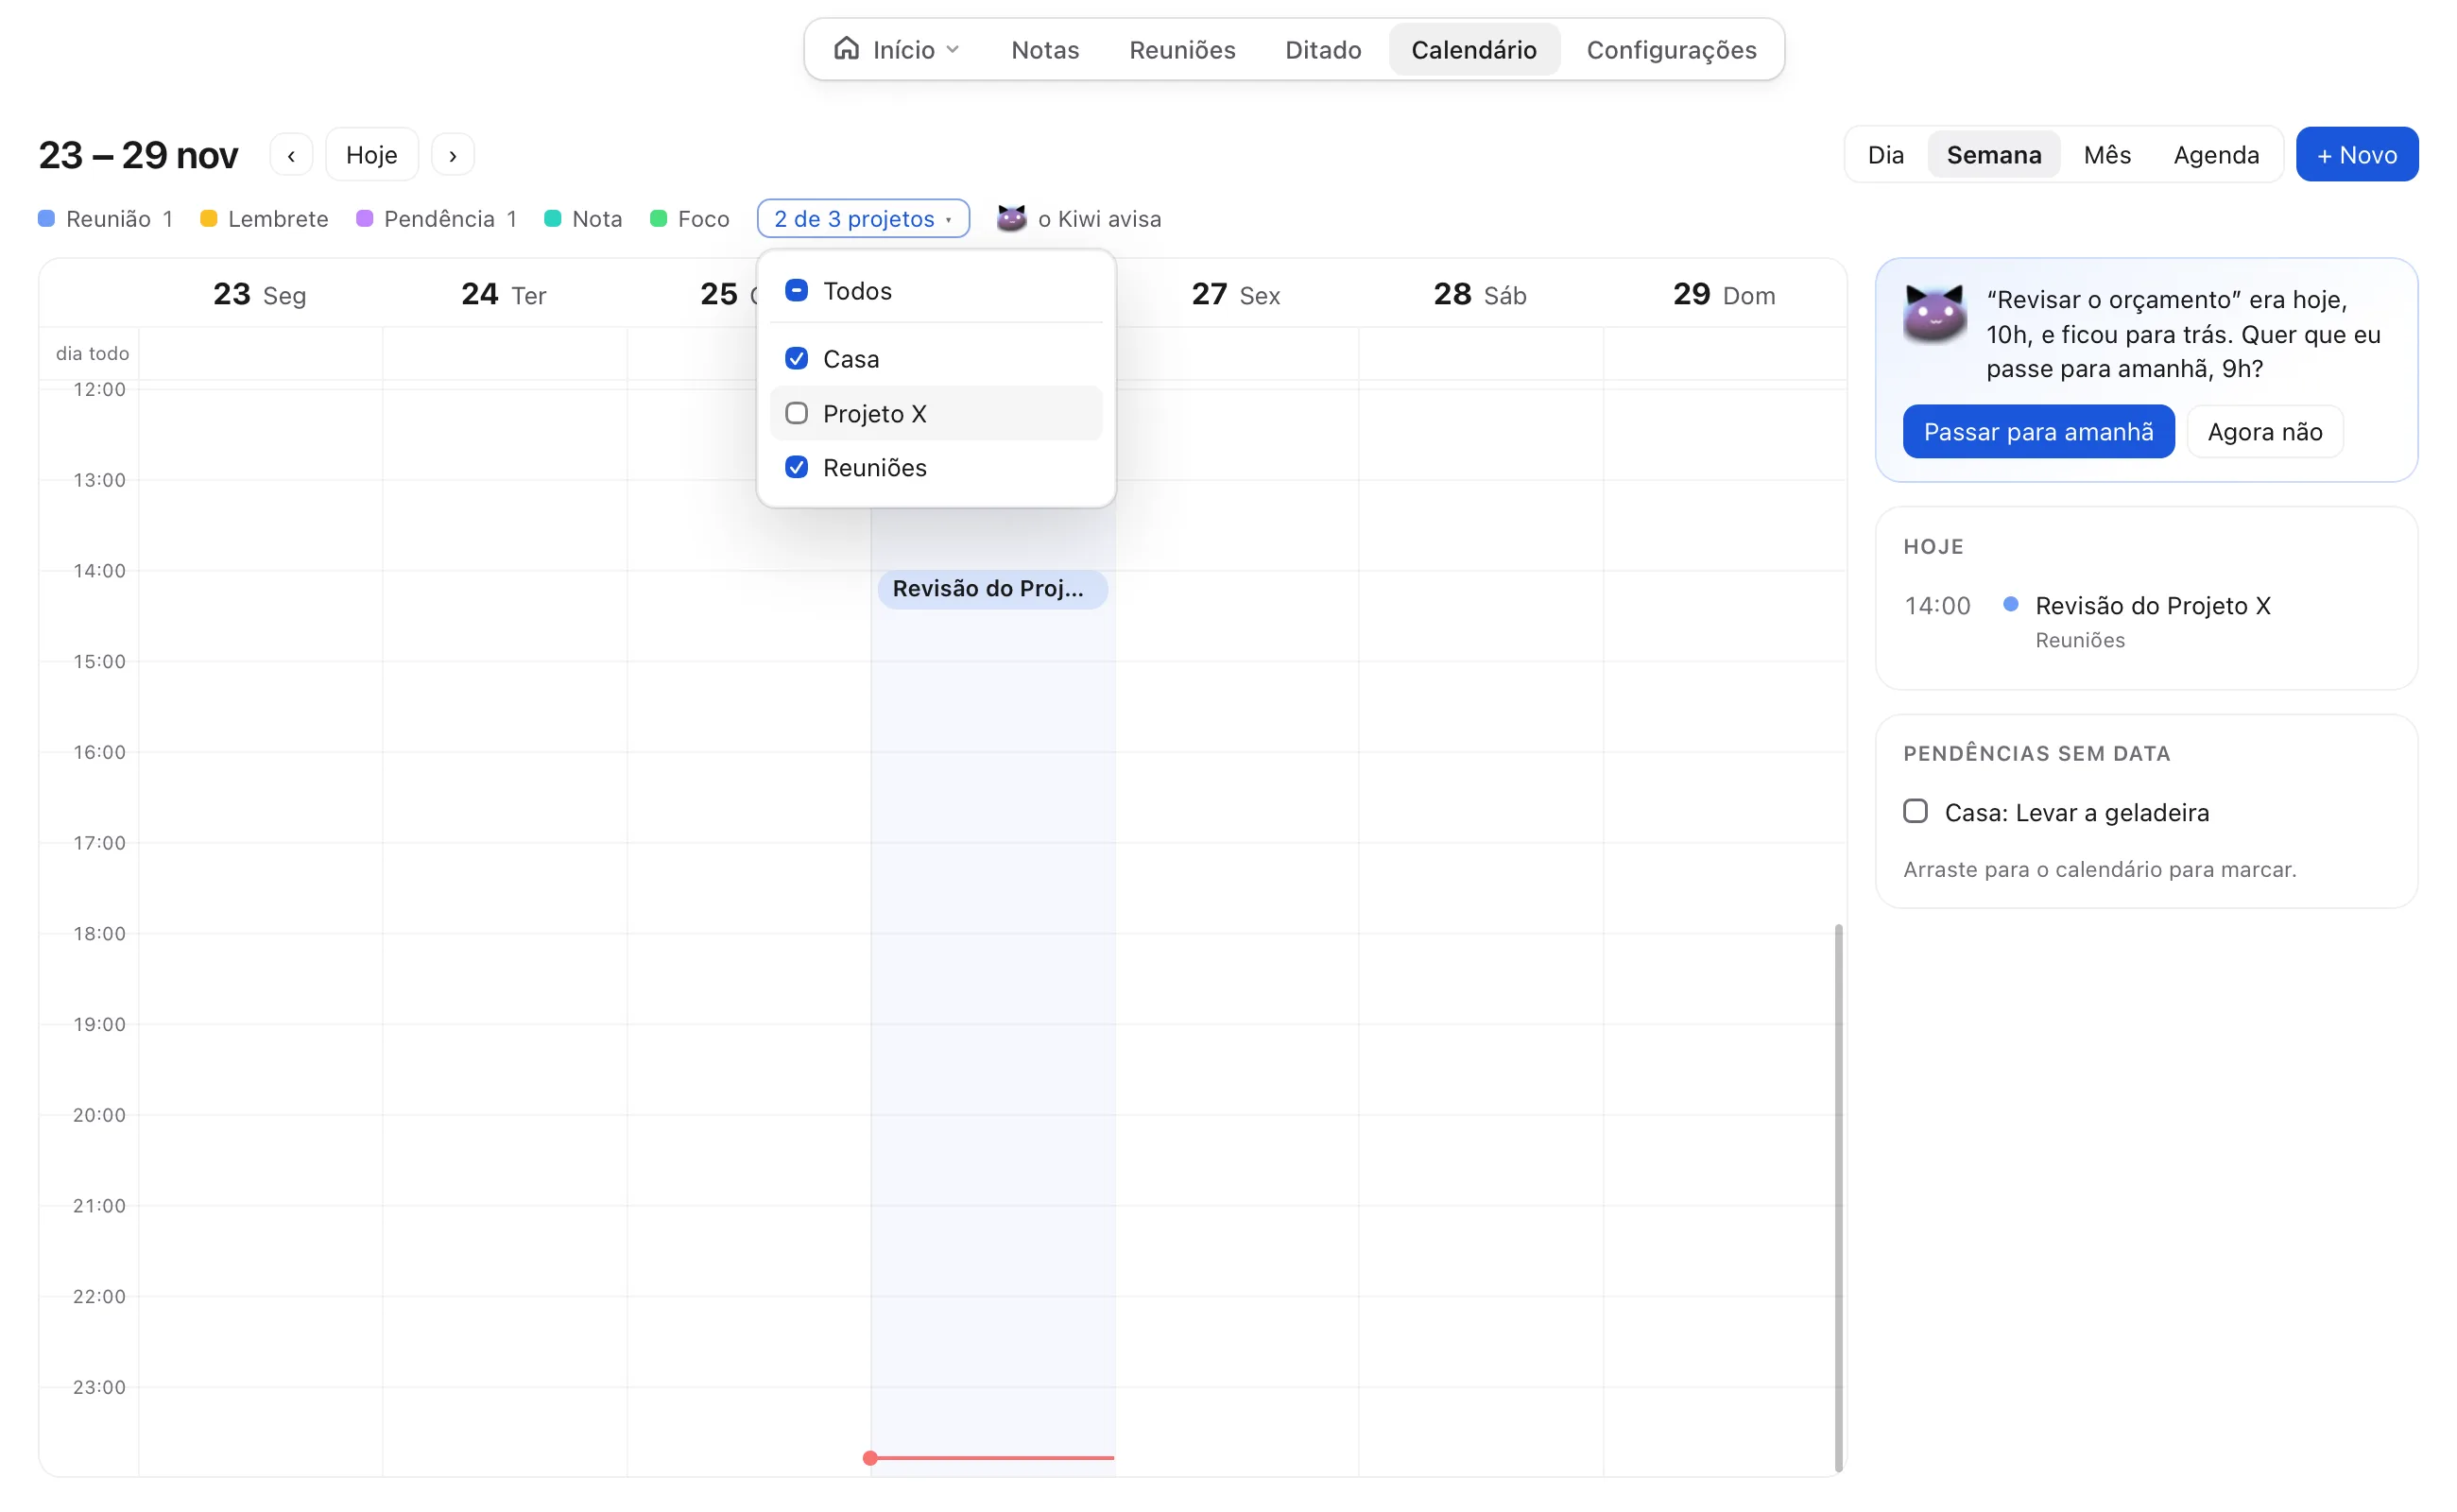 Início
Notas
Reuniões
Ditado
Calendário
Configurações
23 – 29 nov
‹
Hoje
›
Dia
Semana
Mês
Agenda
+ Novo
Reunião 1
Lembrete
Pendência 1
Nota
Foco
2 de 3 projetos
o Kiwi avisa
23 Seg
24 Ter
25
27 Sex
28 Sáb
29 Dom
Todos
Casa
Projeto X
Reuniões
dia todo
12:00
13:00
14:00
Revisão do Proj...
15:00
16:00
17:00
18:00
19:00
20:00
21:00
22:00
23:00
“Revisar o orçamento” era hoje,
10h, e ficou para trás. Quer que eu
passe para amanhã, 9h?
Passar para amanhã
Agora não
HOJE
14:00
Revisão do Projeto X
Reuniões
PENDÊNCIAS SEM DATA
Casa: Levar a geladeira
Arraste para o calendário para marcar.